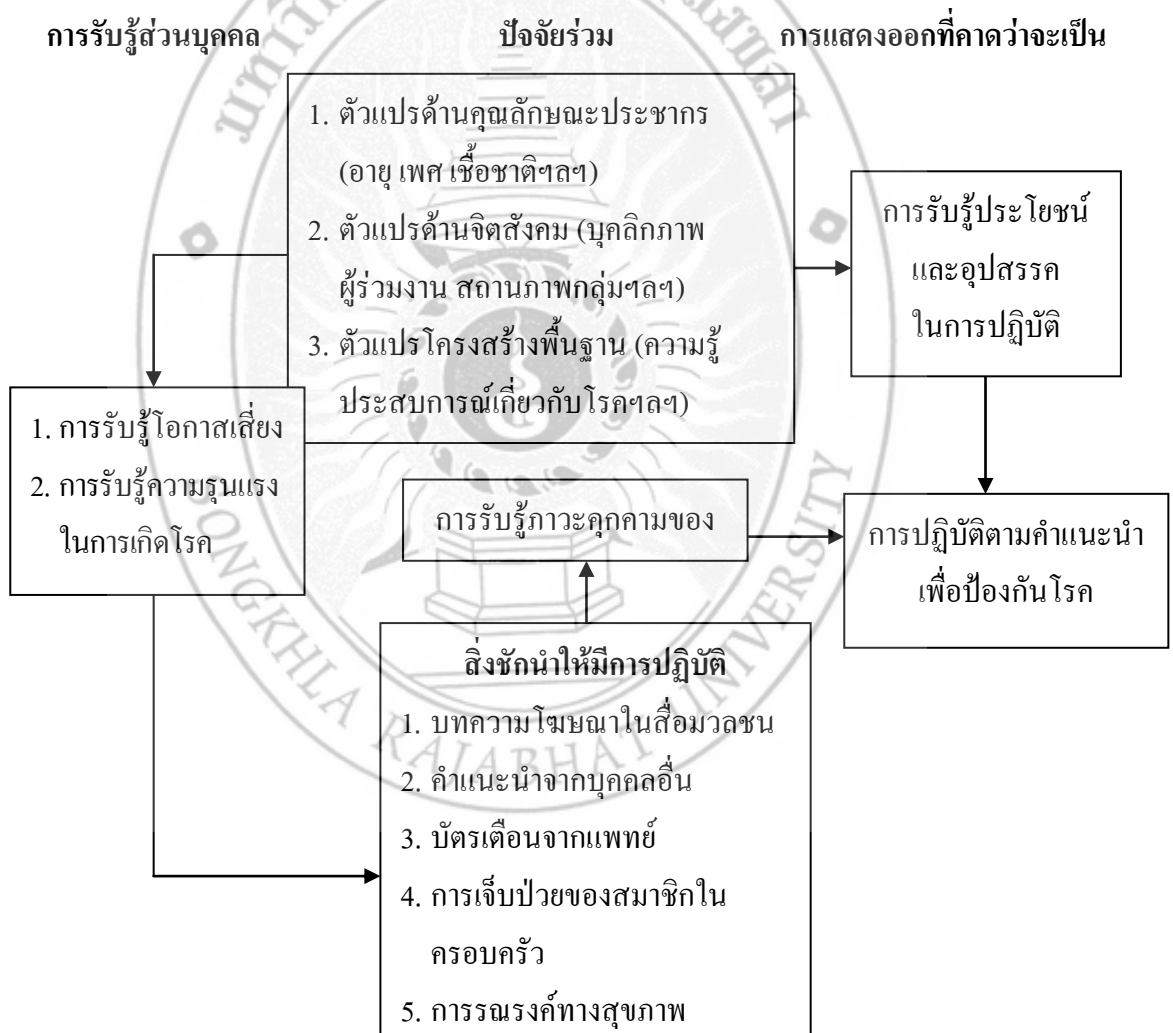 การรับรู้ส่วนบุคคล
ปัจจัยร่วม
การแสดงออกที่คาดว่าจะเป็น
1. ตัวแปรด้านคุณลักษณะประชากร
(อายุ เพศ เชื้อชาติฯลฯ)
2. ตัวแปรด้านจิตสังคม (บุคลิกภาพ
ผู้ร่วมงาน สถานภาพกลุ่มฯลฯ)
3. ตัวแปรโครงสร้างพื้นฐาน (ความรู้
ประสบการณ์เกี่ยวกับโรคฯลฯ)
การรับรู้ประโยชน์
และอุปสรรค
ในการปฏิบัติ
1. การรับรู้โอกาสเสี่ยง
2. การรับรู้ความรุนแรง
ในการเกิดโรค
การรับรู้ภาวะคุกคามของ
การปฏิบัติตามคำแนะนำ
เพื่อป้องกันโรค
สิ่งชักนำให้มีการปฏิบัติ
1. บทความโฆษณาในสื่อมวลชน
2. คำแนะนำจากบุคคลอื่น
3. บัตรเตือนจากแพทย์
4. การเจ็บป่วยของสมาชิกใน
ครอบครัว
5. การรณรงค์ทางสุขภาพ
SONGKHLA RAJABHAT UNIVERSITY